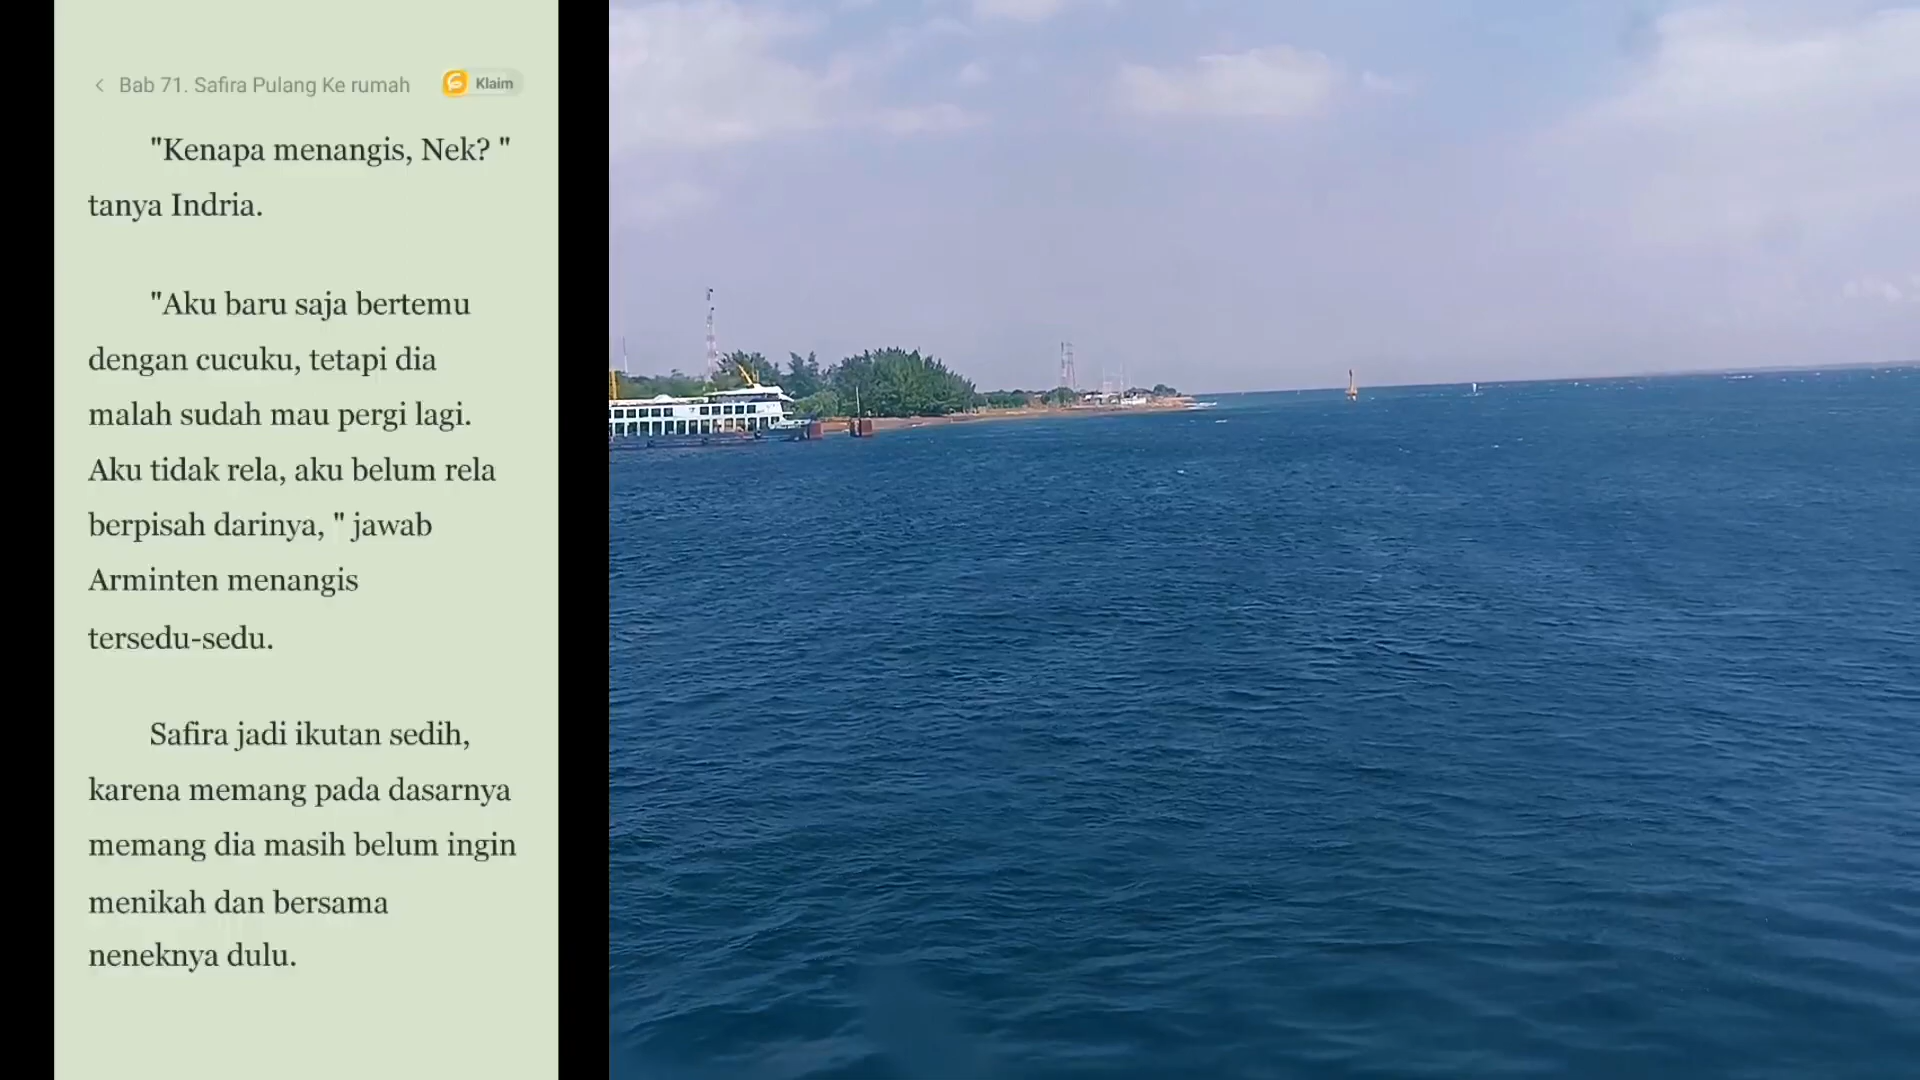 Bab 71. Safira Pulang Ke rumah
Klaim
"Kenapa menangis, Nek? "
tanya Indria.
"Aku baru saja bertemu
dengan cucuku, tetapi dia
malah sudah mau pergi lagi.
Aku tidak rela, aku belum rela
berpisah darinya, " jawab
Arminten menangis
tersedu-sedu.
Safira jadi ikutan sedih,
karena memang pada dasarnya
memang dia masih belum ingin
menikah dan bersama
neneknya dulu.